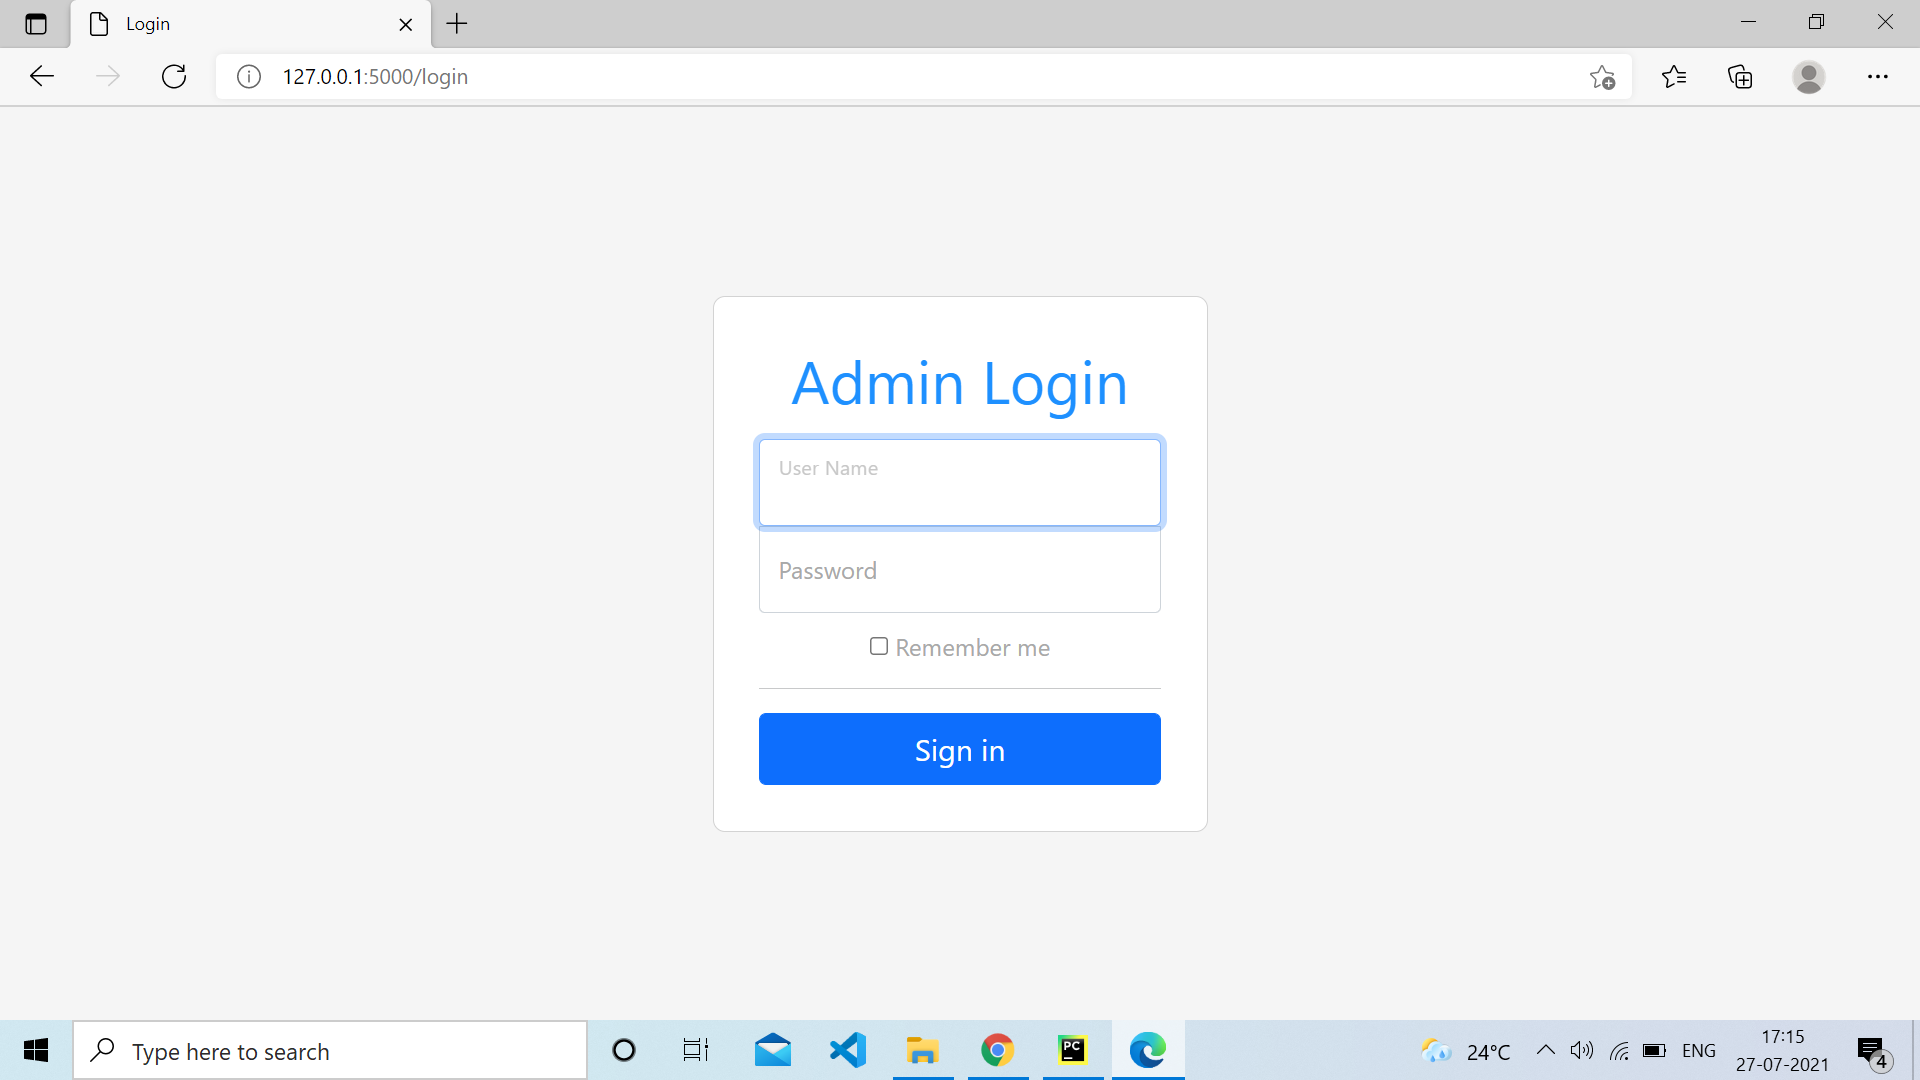 Login
127.0.0.1:5000/login
Admin Login
User Name
Password
Remember me
Sign in
Type here to search
PC
24°C
ENG
17:15
27-07-2021
4